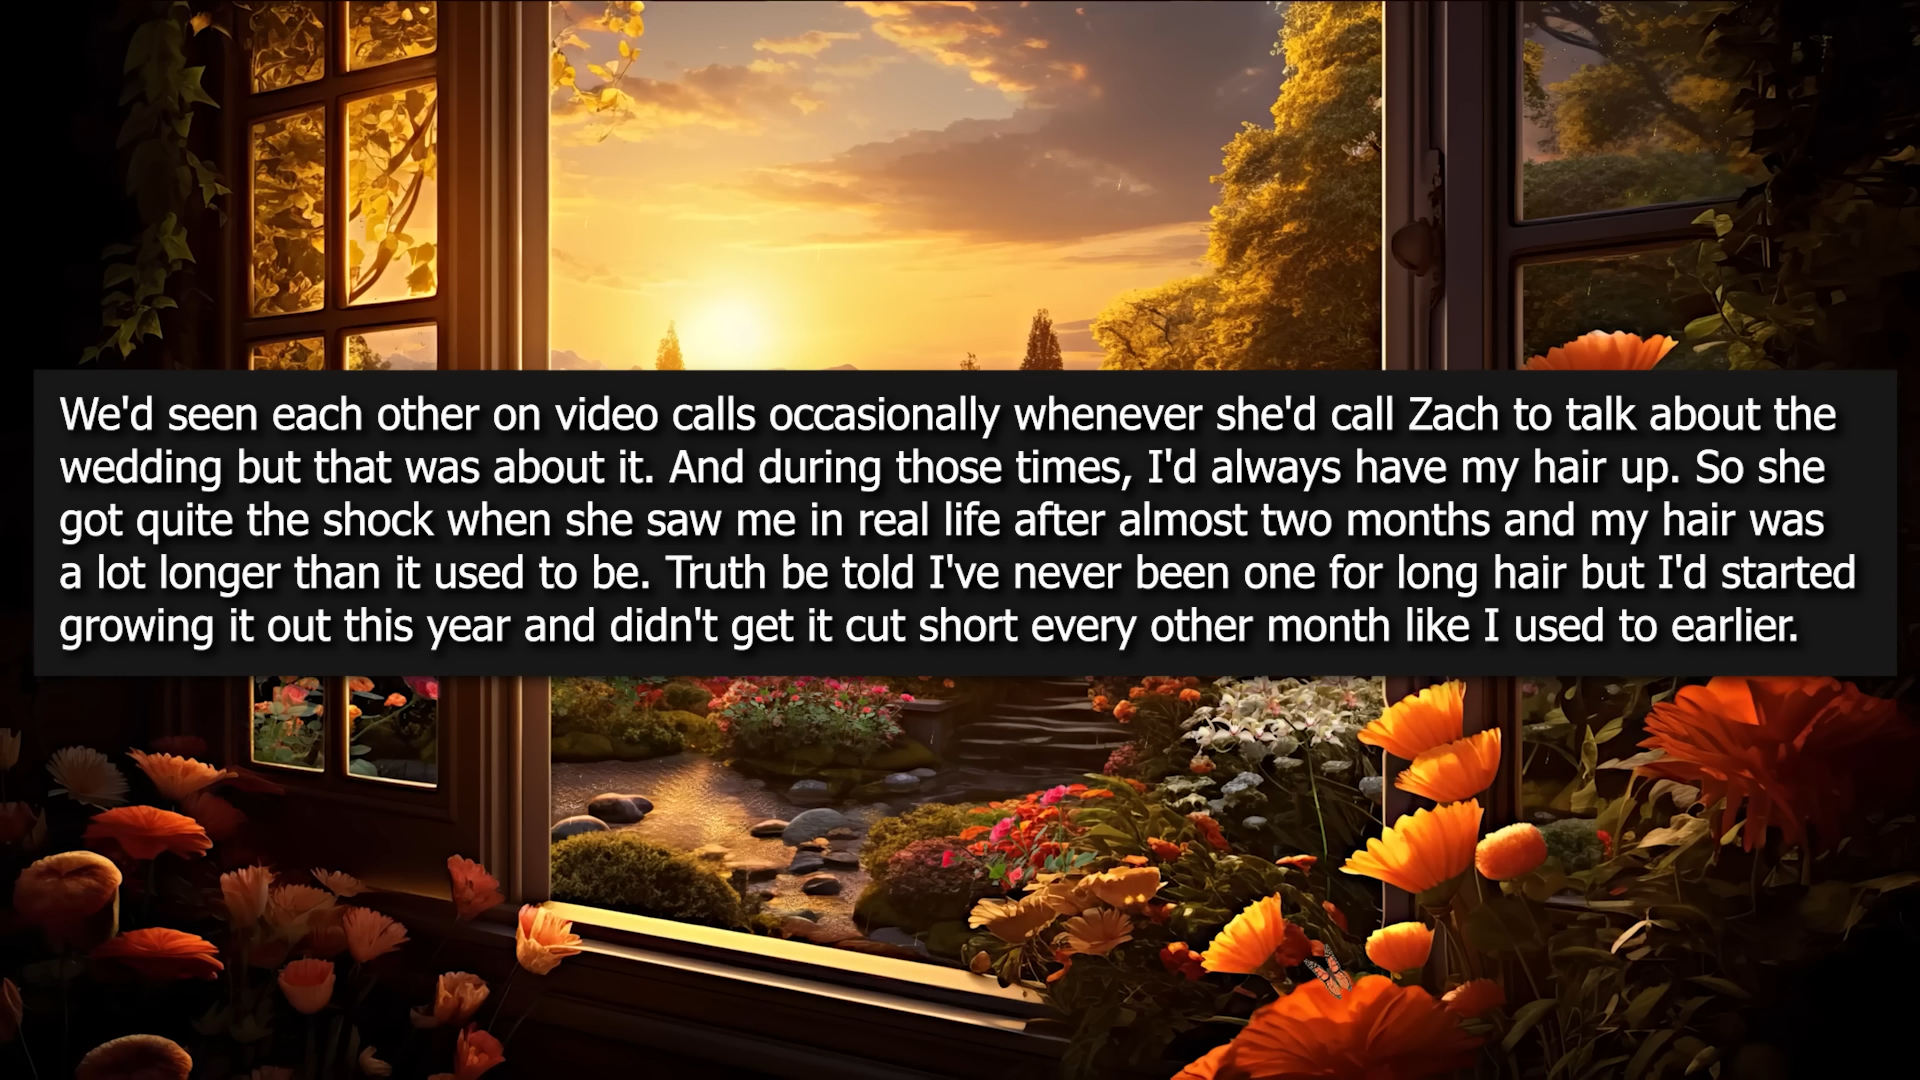 We'd seen each other on video calls occasionally whenever she'd call Zach to talk about the
wedding but that was about it. And during those times, I'd always have my hair up. So she
got quite the shock when she saw me in real life after almost two months and my hair was
a lot longer than it used to be. Truth be told I've never been one for long hair but I'd started
growing it out this year and didn't get it cut short every other month like I used to earlier.